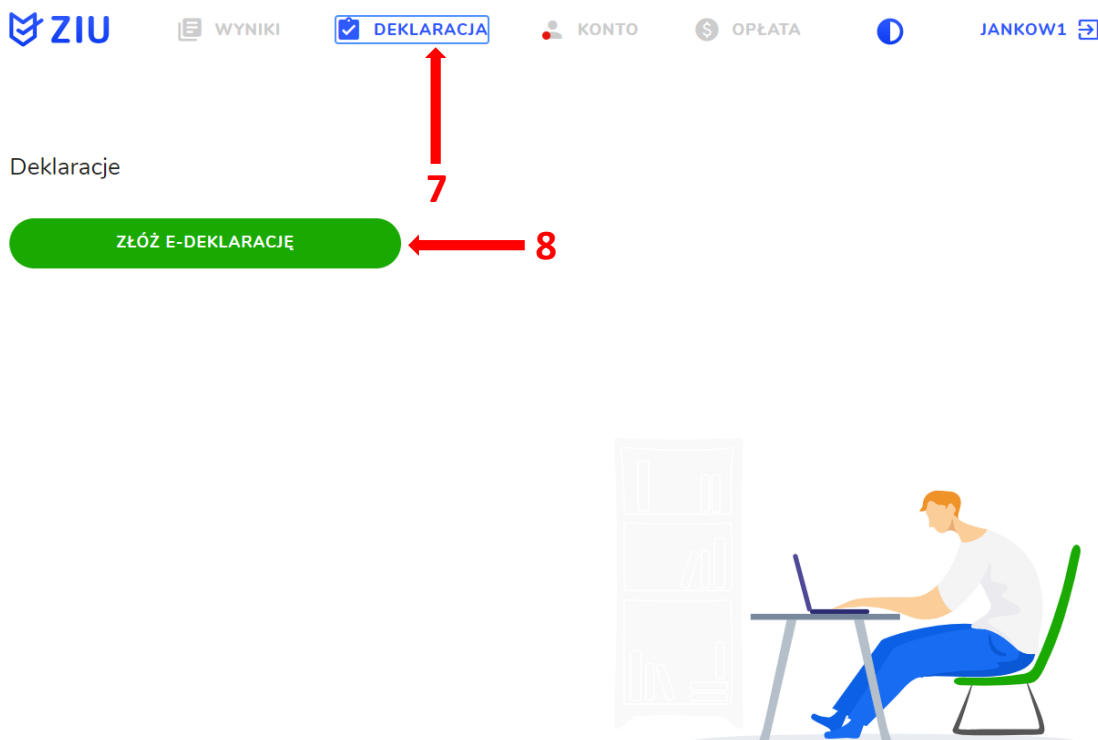 ZIU WYNIKI DEKLARACJA KONTO $ OPŁATA JANKOW1
Deklaracje
7
ZŁÓŻ E-DEKLARACJĘ
8